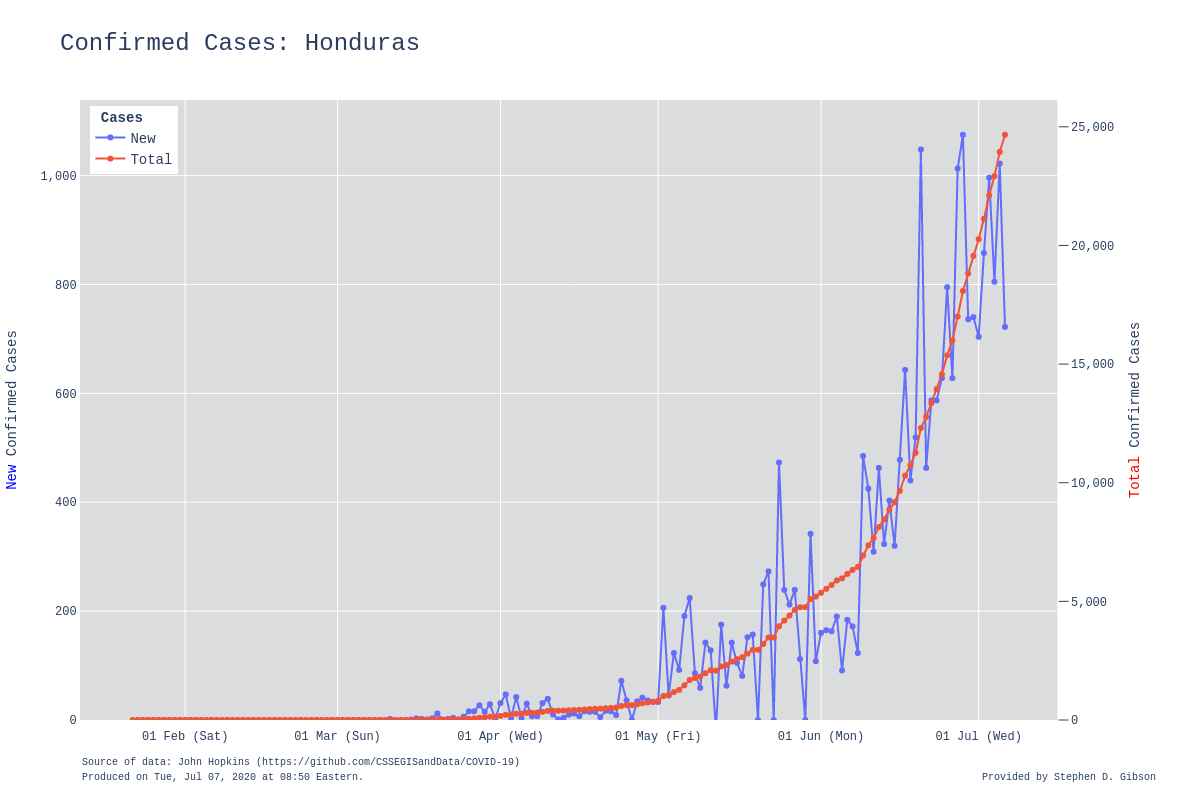 Confirmed Cases: Honduras
Cases
New
Total
1,000
800
600
400
200
0
New Confirmed Cases
25,000
20,000
15,000
10,000
5,000
0
Total Confirmed Cases
01 Feb (Sat)
01 Mar (Sun)
01 Apr (Wed)
01 May (Fri)
01 Jun (Mon)
01 Jul (Wed)
Source of data: John Hopkins (https://github.com/CSSEGISandData/COVID-19)
Produced on Tue, Jul 07, 2020 at 08:50 Eastern.
Provided by Stephen D. Gibson